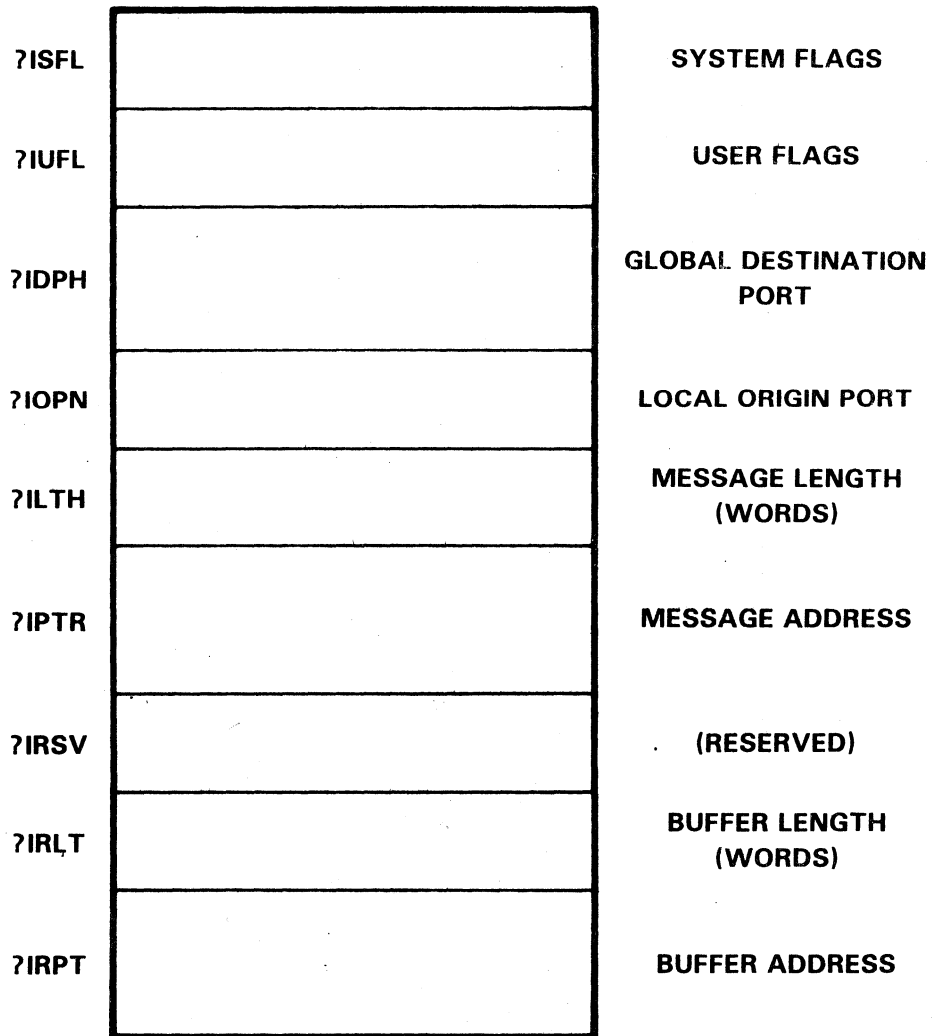 ?ISFL SYSTEM FLAGS
?IUFL USER FLAGS
?IDPH GLOBAL DESTINATION
PORT
?IOPN LOCAL ORIGIN PORT
?ILTH MESSAGE LENGTH
(WORDS)
?IPTR MESSAGE ADDRESS
?IRSV (RESERVED)
?IRLT BUFFER LENGTH
(WORDS)
?IRPT BUFFER ADDRESS